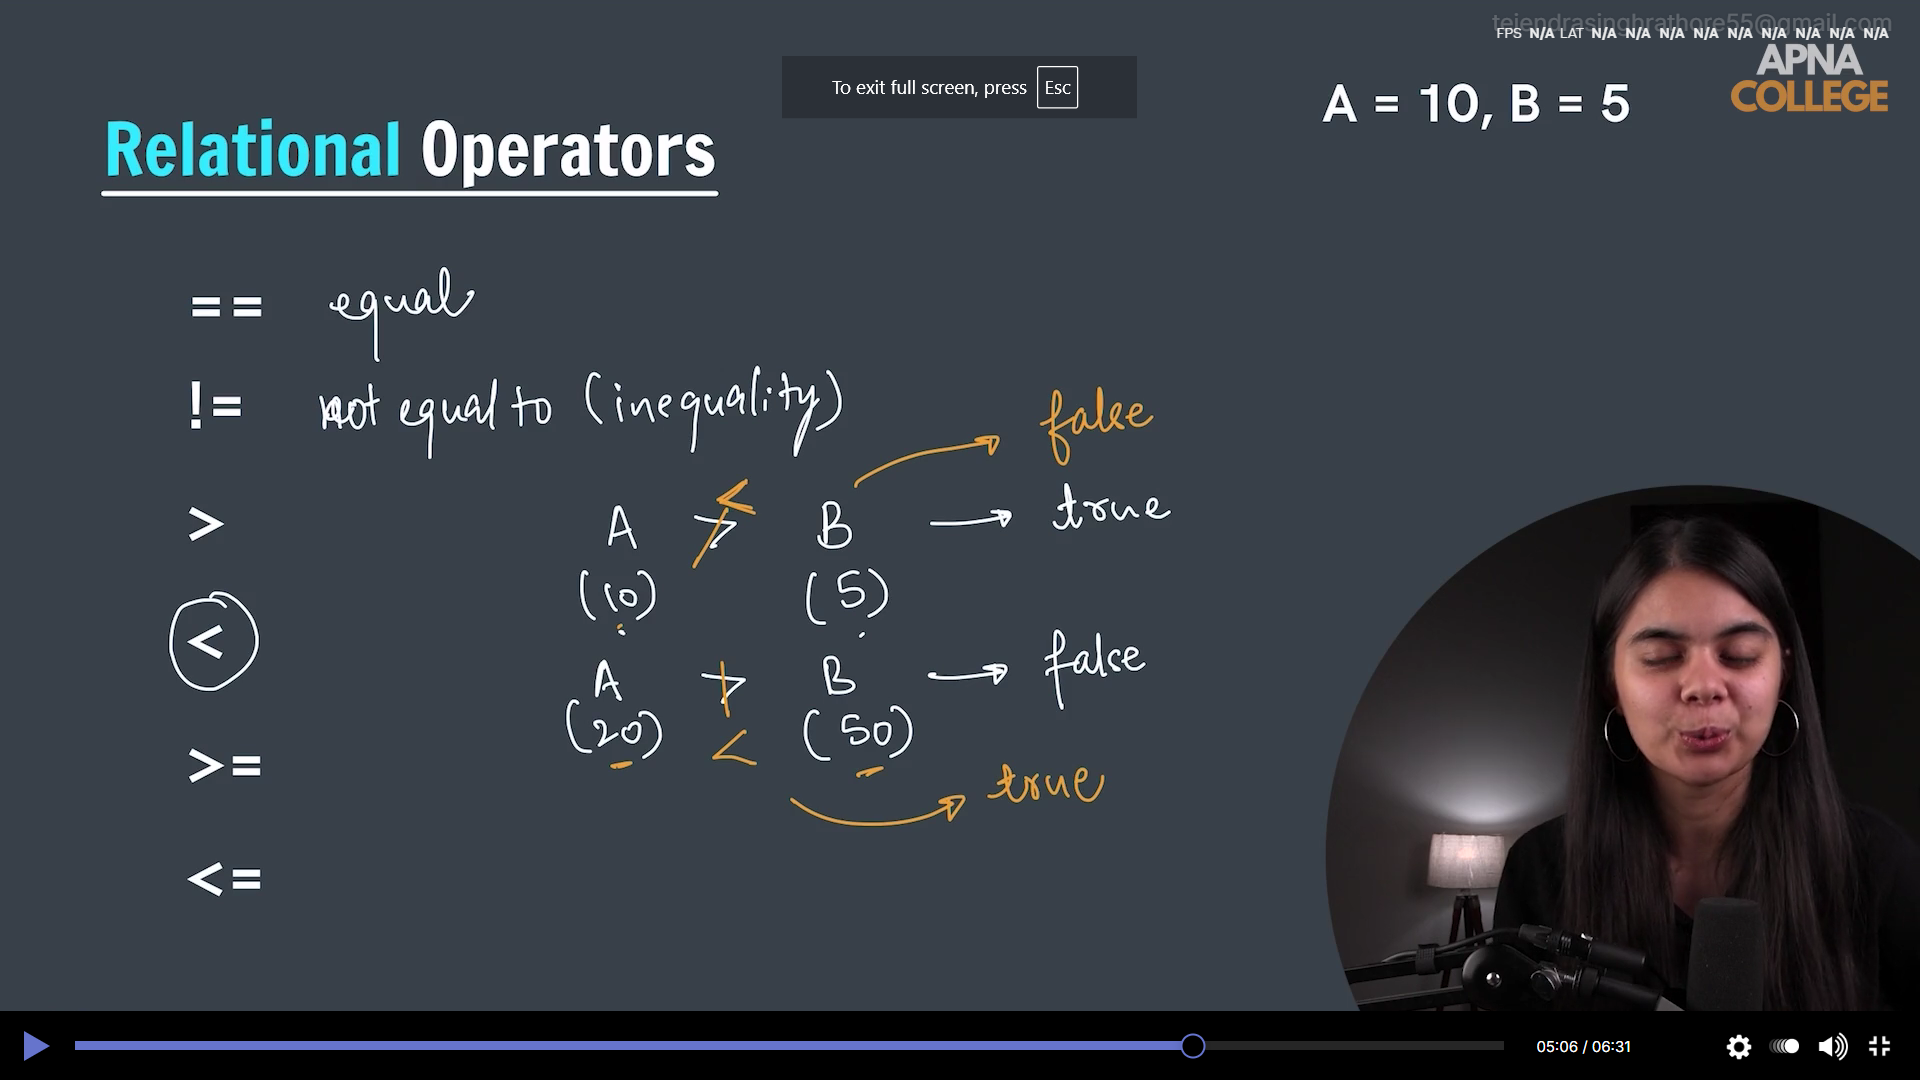 tejendrasinghrathore55@gmail.com
FPS N/A LAT N/A N/A N/A N/A N/A N/A N/A N/A N/A
APNA
COLLEGE
To exit full screen, press Esc
A = 10, B = 5
Relational Operators
== equal
!= not equal to (inequality)
false
<
> A > B → true
(10) (5)
<
A > B → false
(20) < (50)
>= true
<=
05:06 / 06:31